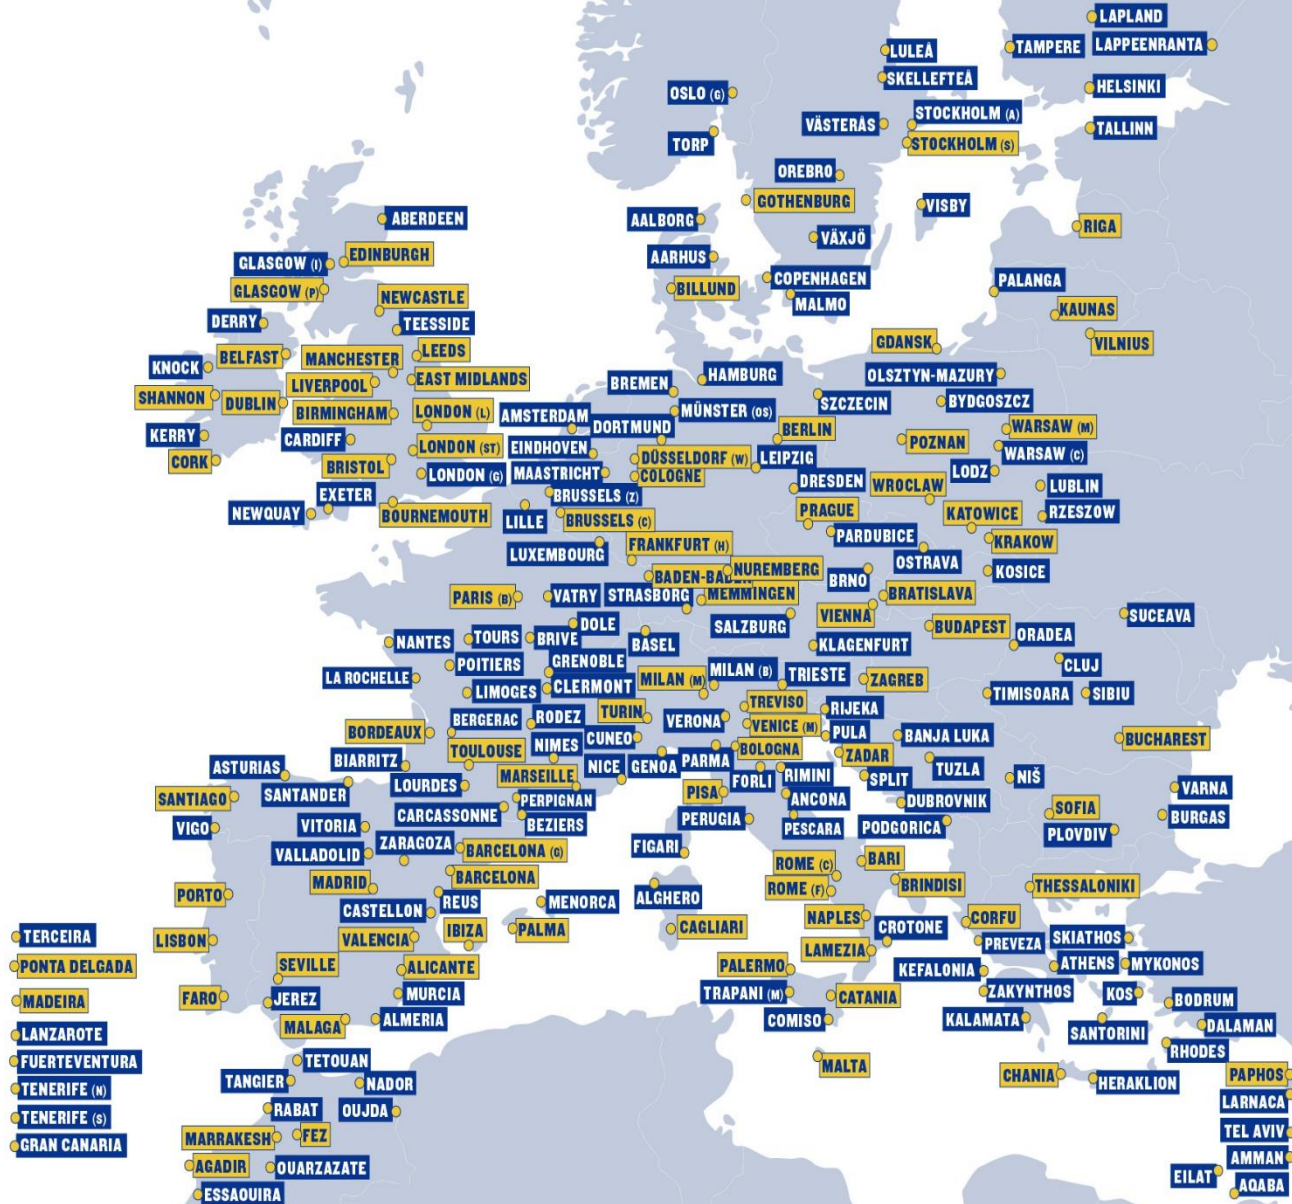 LAPLAND
LULEÅ
TAMPERE
LAPPEENRANTA
SKELLEFTEÅ
OSLO (G)
HELSINKI
VÄSTERÅS
STOCKHOLM (A)
TALLINN
TORP
STOCKHOLM (S)
OREBRO
GOTHENBURG
VISBY
ABERDEEN
AALBORG
RIGA
VÄXJÖ
EDINBURGH
AARHUS
GLASGOW (I)
COPENHAGEN
PALANGA
GLASGOW (P)
BILLUND
NEWCASTLE
MALMO
KAUNAS
DERRY
TEESSIDE
GDANSK
VILNIUS
BELFAST
MANCHESTER
LEEDS
KNOCK
HAMBURG
OLSZTYN-MAZURY
LIVERPOOL
EAST MIDLANDS
BREMEN
SHANNON
DUBLIN
BIRMINGHAM
LONDON (L)
AMSTERDAM
MÜNSTER (OS)
SZCZECIN
BYDGOSZCZ
DORTMUND
BERLIN
WARSAW (M)
KERRY
CARDIFF
LONDON (ST)
EINDHOVEN
POZNAN
WARSAW (C)
CORK
BRISTOL
DÜSSELDORF (W)
LEIPZIG
LONDON (G)
MAASTRICHT
COLOGNE
DRESDEN
LODZ
WROCLAW
LUBLIN
EXETER
BRUSSELS (Z)
NEWQUAY
BOURNEMOUTH
LILLE
BRUSSELS (C)
PRAGUE
KATOWICE
RZESZOW
PARDUBICE
KRAKOW
LUXEMBOURG
FRANKFURT (H)
OSTRAVA
BADEN-BADEN
NUREMBERG
BRNO
KOSICE
PARIS (B)
VATRY
STRASBORG
MEMMINGEN
BRATISLAVA
VIENNA
SUCEAVA
DOLE
SALZBURG
BUDAPEST
NANTES
TOURS
BRIVE
BASEL
KLAGENFURT
ORADEA
POITIERS
GRENOBLE
CLUJ
LA ROCHELLE
MILAN (M)
MILAN (B)
TRIESTE
ZAGREB
LIMOGES
CLERMONT
TIMISOARA
SIBIU
TREVISO
TURIN
BERGERAC
RODEZ
VERONA
VENICE (M)
RIJEKA
BORDEAUX
CUNEO
PULA
BANJA LUKA
BUCHAREST
TOULOUSE
NIMES
BOLOGNA
BIARRITZ
NICE
GENOA
PARMA
ZADAR
TUZLA
ASTURIAS
MARSEILLE
FORLI
RIMINI
SPLIT
NIŠ
SANTANDER
LOURDES
VARNA
SANTIAGO
PERPIGNAN
PISA
ANCONA
DUBROVNIK
CARCASSONNE
SOFIA
BURGAS
VIGO
VITORIA
BEZIERS
PERUGIA
PESCARA
PODGORICA
PLOVDIV
ZARAGOZA
FIGARI
VALLADOLID
BARCELONA (G)
ROME (C)
BARI
BARCELONA
MADRID
BRINDISI
THESSALONIKI
PORTO
REUS
MENORCA
ALGHERO
ROME (F)
CASTELLON
NAPLES
CORFU
TERCEIRA
LISBON
VALENCIA
IBIZA
PALMA
CAGLIARI
CROTONE
PREVEZA
SKIATHOS
LAMEZIA
PONTA DELGADA
SEVILLE
ALICANTE
PALERMO
KEFALONIA
ATHENS
MYKONOS
MADEIRA
FARO
JEREZ
MURCIA
TRAPANI (M)
CATANIA
ZAKYNTHOS
KOS
BODRUM
MALAGA
ALMERIA
COMISO
KALAMATA
SANTORINI
DALAMAN
LANZAROTE
FUERTEVENTURA
TETOUAN
MALTA
RHODES
TENERIFE (N)
TANGIER
NADOR
CHANIA
HERAKLION
PAPHOS
TENERIFE (S)
RABAT
OUJDA
LARNACA
GRAN CANARIA
MARRAKESH
FEZ
TEL AVIV
AGADIR
OUARZAZATE
AMMAN
EILAT
ESSAOUIRA
AQABA